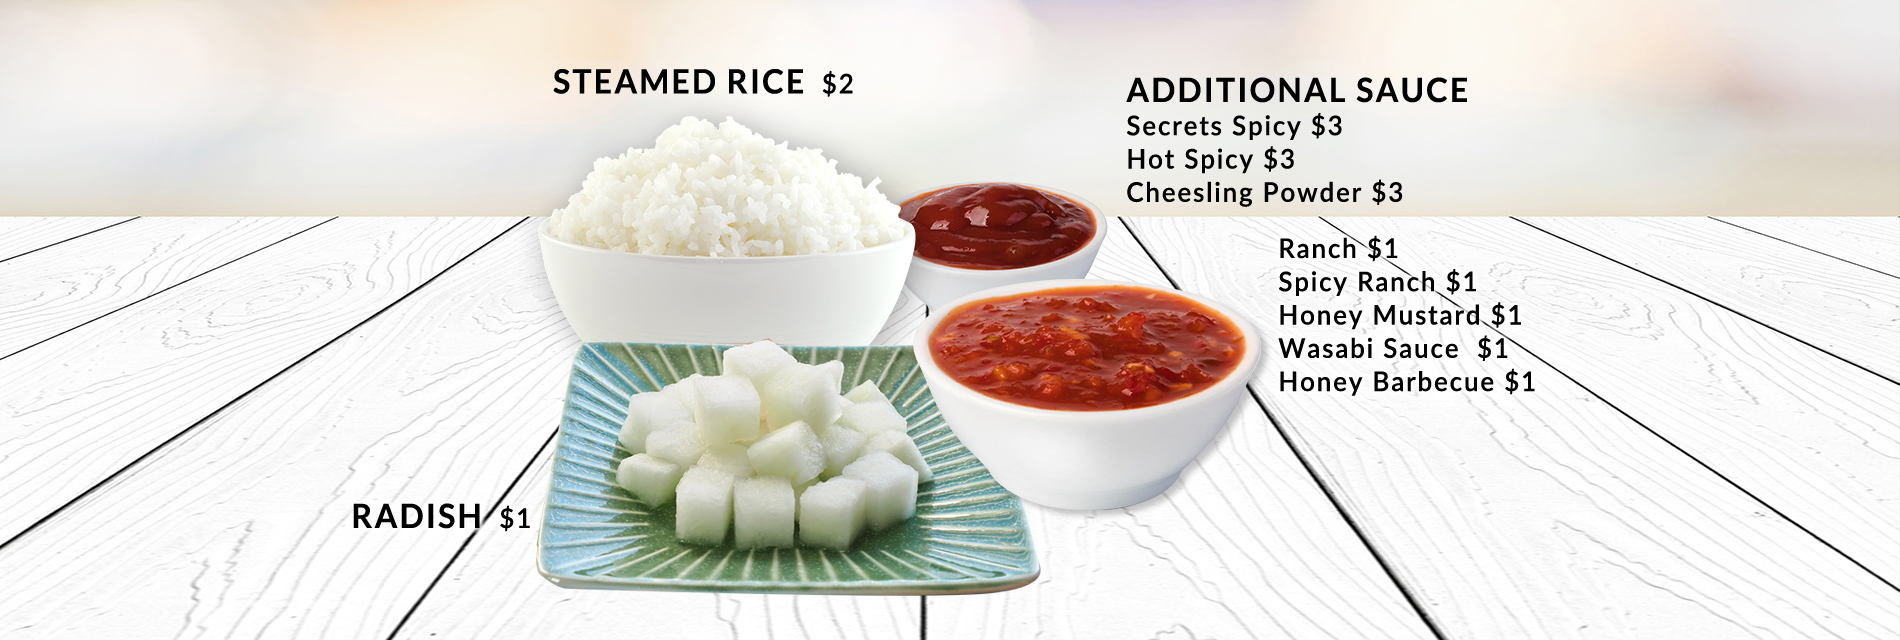 STEAMED RICE $2
ADDITIONAL SAUCE
Secrets Spicy $3
Hot Spicy $3
Cheesling Powder $3
Ranch $1
Spicy Ranch $1
Honey Mustard $1
Wasabi Sauce $1
Honey Barbecue $1
RADISH $1